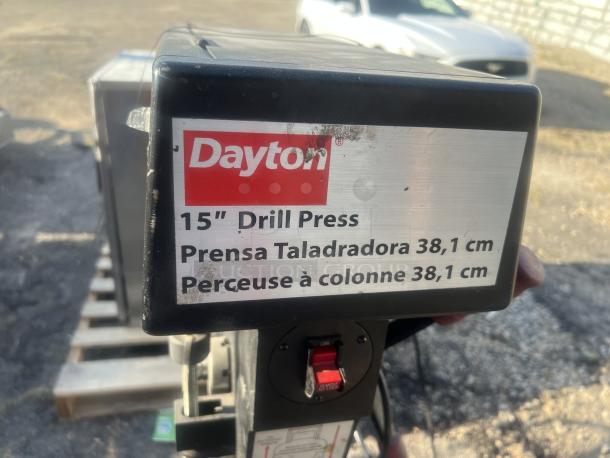 Dayton®
15" Drill Press
Prensa Taladradora 38,1 cm
Perceuse à colonne 38,1 cm